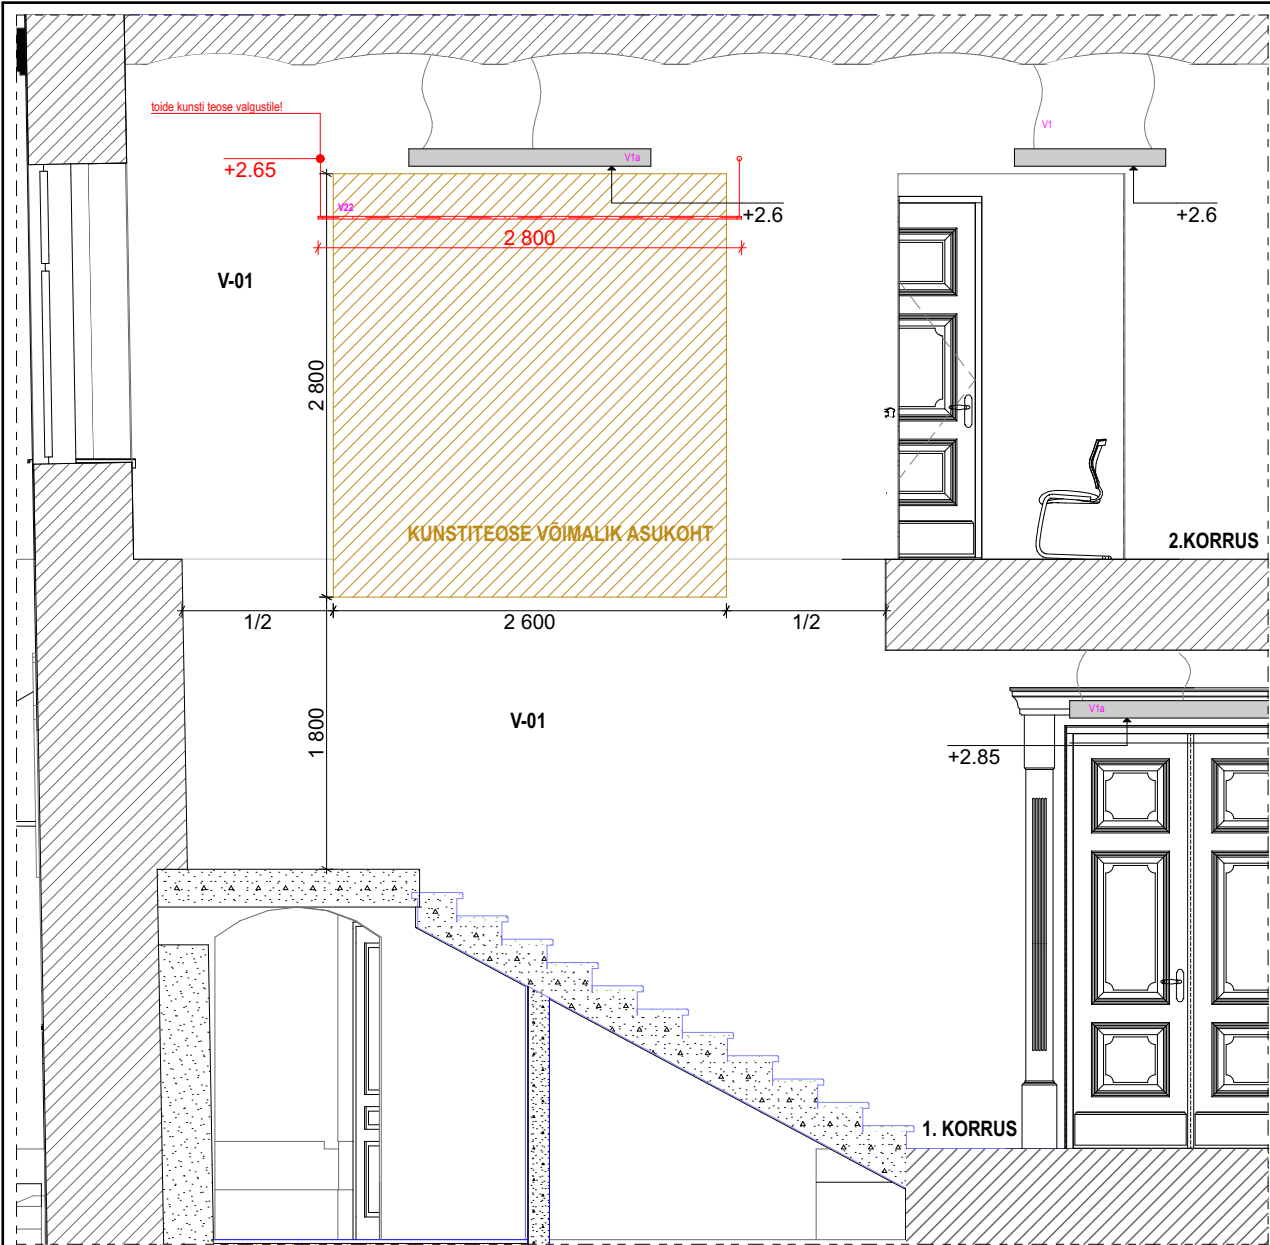 toide kunsti teose valgustile!
V1
V1a
+2.65
V22
+2.6
+2.6
2 800
V-01
2 800
KUNSTITEOSE VÕIMALIK ASUKOHT
2.KORRUS
1/2
2 600
1/2
V-01
V1a
1 800
+2.85
1. KORRUS